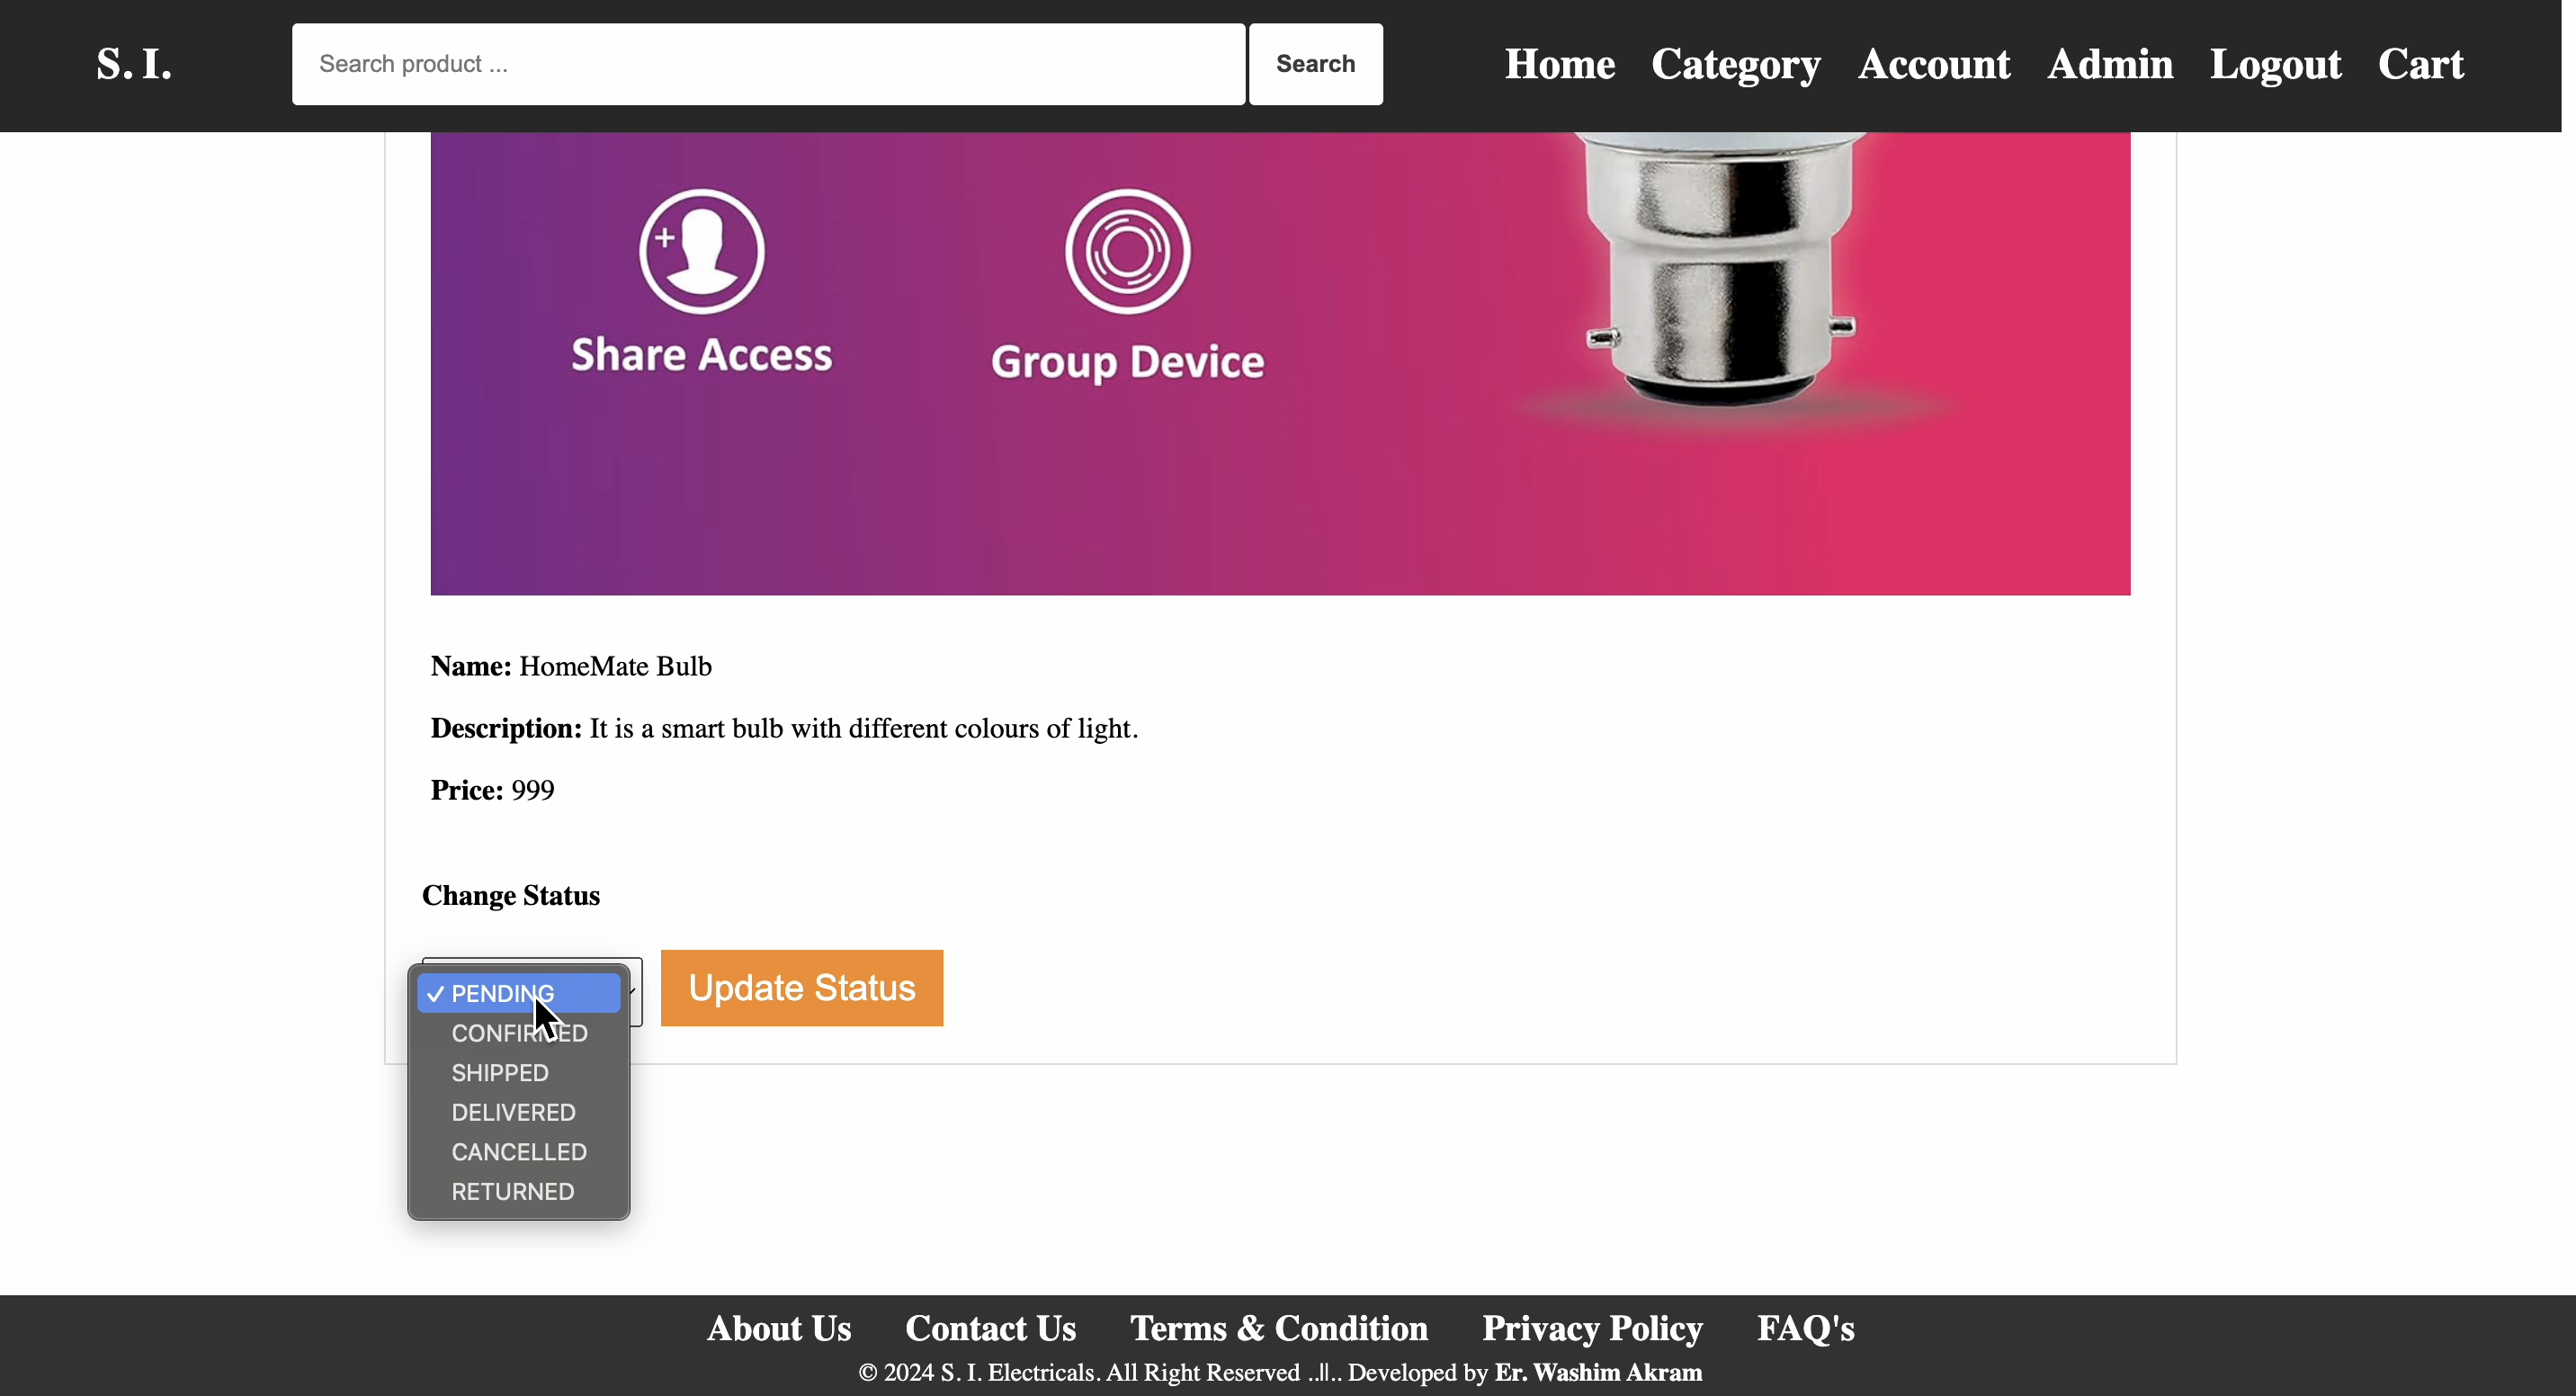 S. I.
Search product ...
Search
Home Category Account Admin Logout Cart
Share Access
Group Device
Name: HomeMate Bulb
Description: It is a smart bulb with different colours of light.
Price: 999
Change Status
Update Status
✓ PENDING
CONFIRMED
SHIPPED
DELIVERED
CANCELLED
RETURNED
About Us Contact Us Terms & Condition Privacy Policy FAQ's
© 2024 S. I. Electricals. All Right Reserved ..||.. Developed by Er. Washim Akram